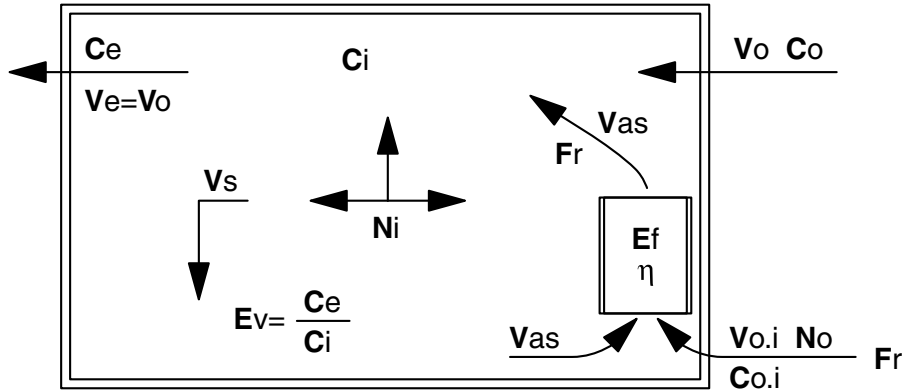 Ce
Ve=Vo
Ci
Vo Co
Vas
Fr
Vs
Ni
Ef
η
Ev= Ce
Ci
Vas
Vo.i No
Co.i
Fr